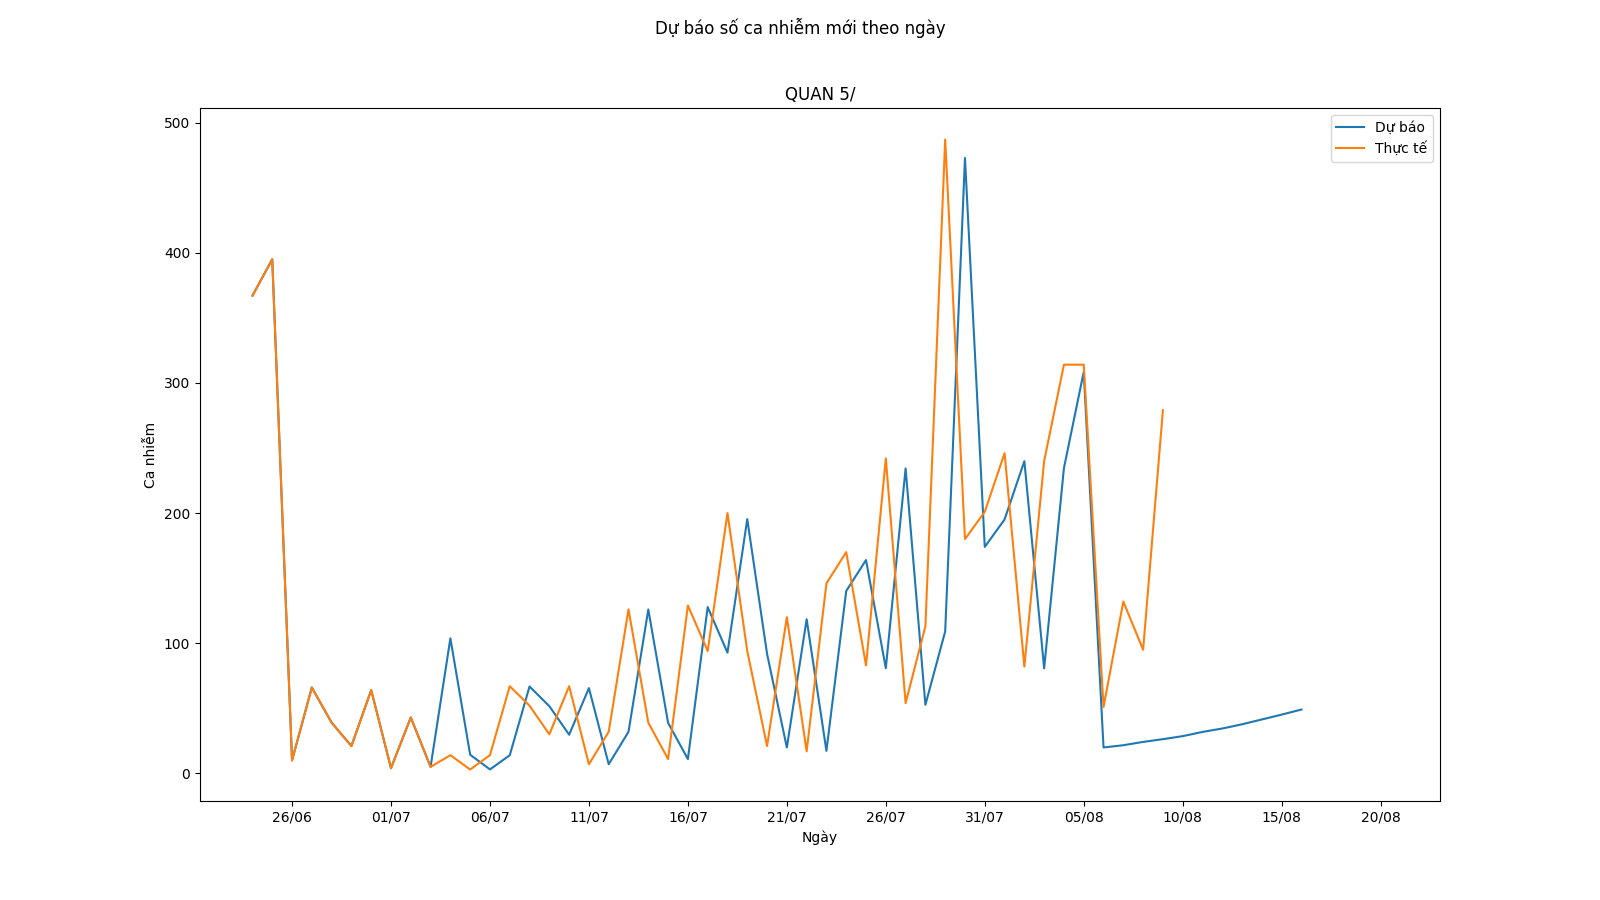 Dự báo số ca nhiễm mới theo ngày
QUAN 5/
Dự báo
Thực tế
Ca nhiễm
500
400
300
200
100
0
26/06 01/07 06/07 11/07 16/07 21/07 26/07 31/07 05/08 10/08 15/08 20/08
Ngày